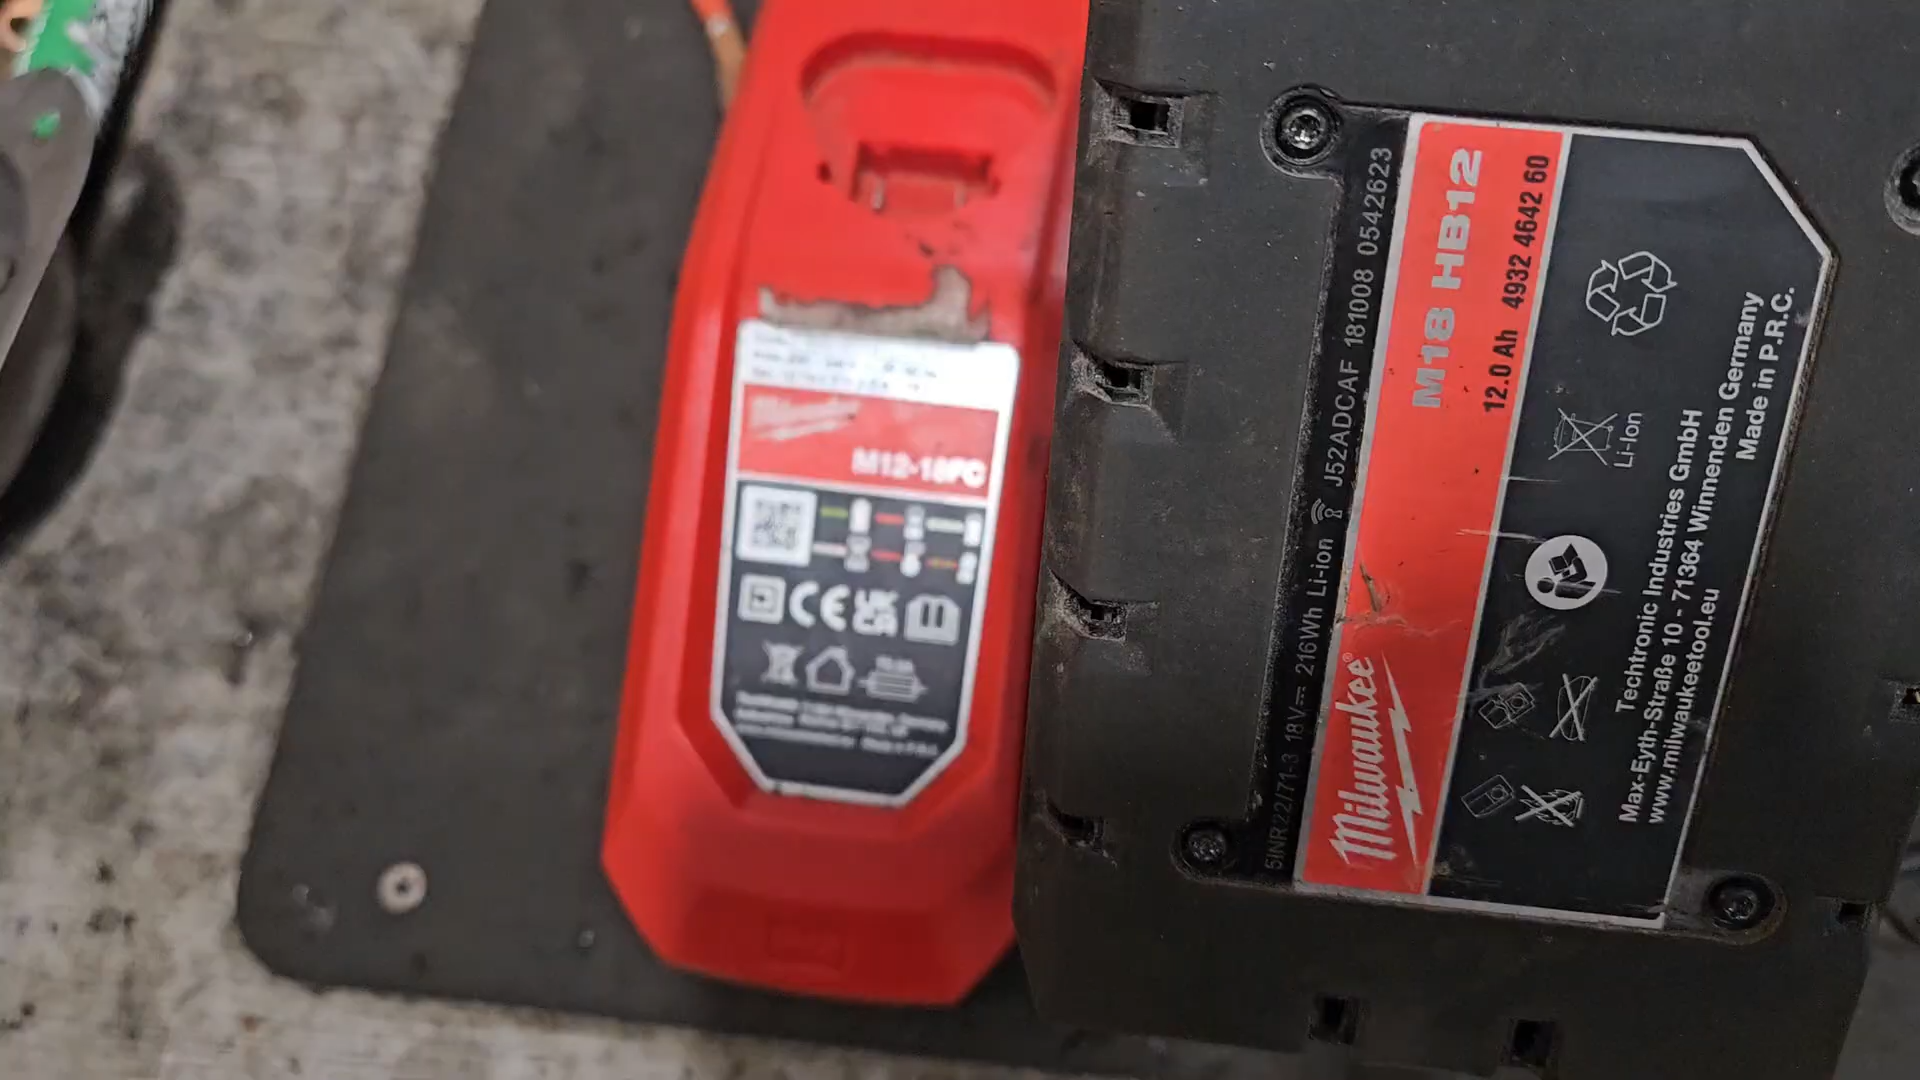 Milwaukee
M12-18FC
5INR22/71-3 18V⎓ 216Wh Li-Ion J52ADCAF 181008 0542623
Milwaukee®
M18 HB12
12.0 Ah 4932 4642 60
Li-Ion
Techtronic Industries GmbH
Max-Eyth-Straße 10 - 71364 Winnenden Germany
www.milwaukeetool.eu
Made in P.R.C.